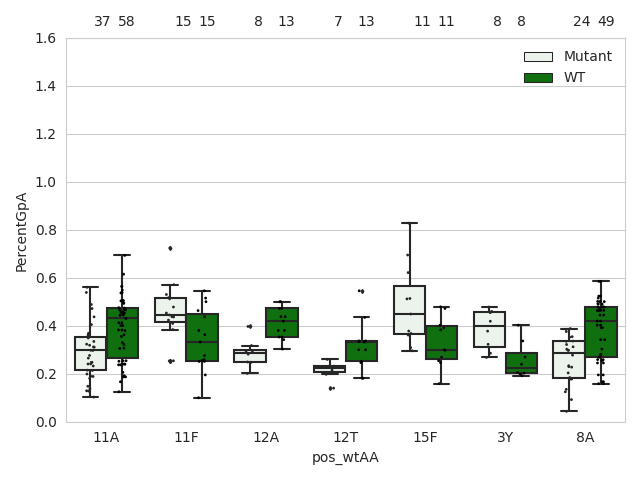 37 58 15 15 8 13 7 13 11 11 8 8 24 49
1.6
Mutant
WT
1.4
1.2
1.0
0.8
0.6
0.4
0.2
0.0
PercentGpA
11A 11F 12A 12T 15F 3Y 8A
pos_wtAA